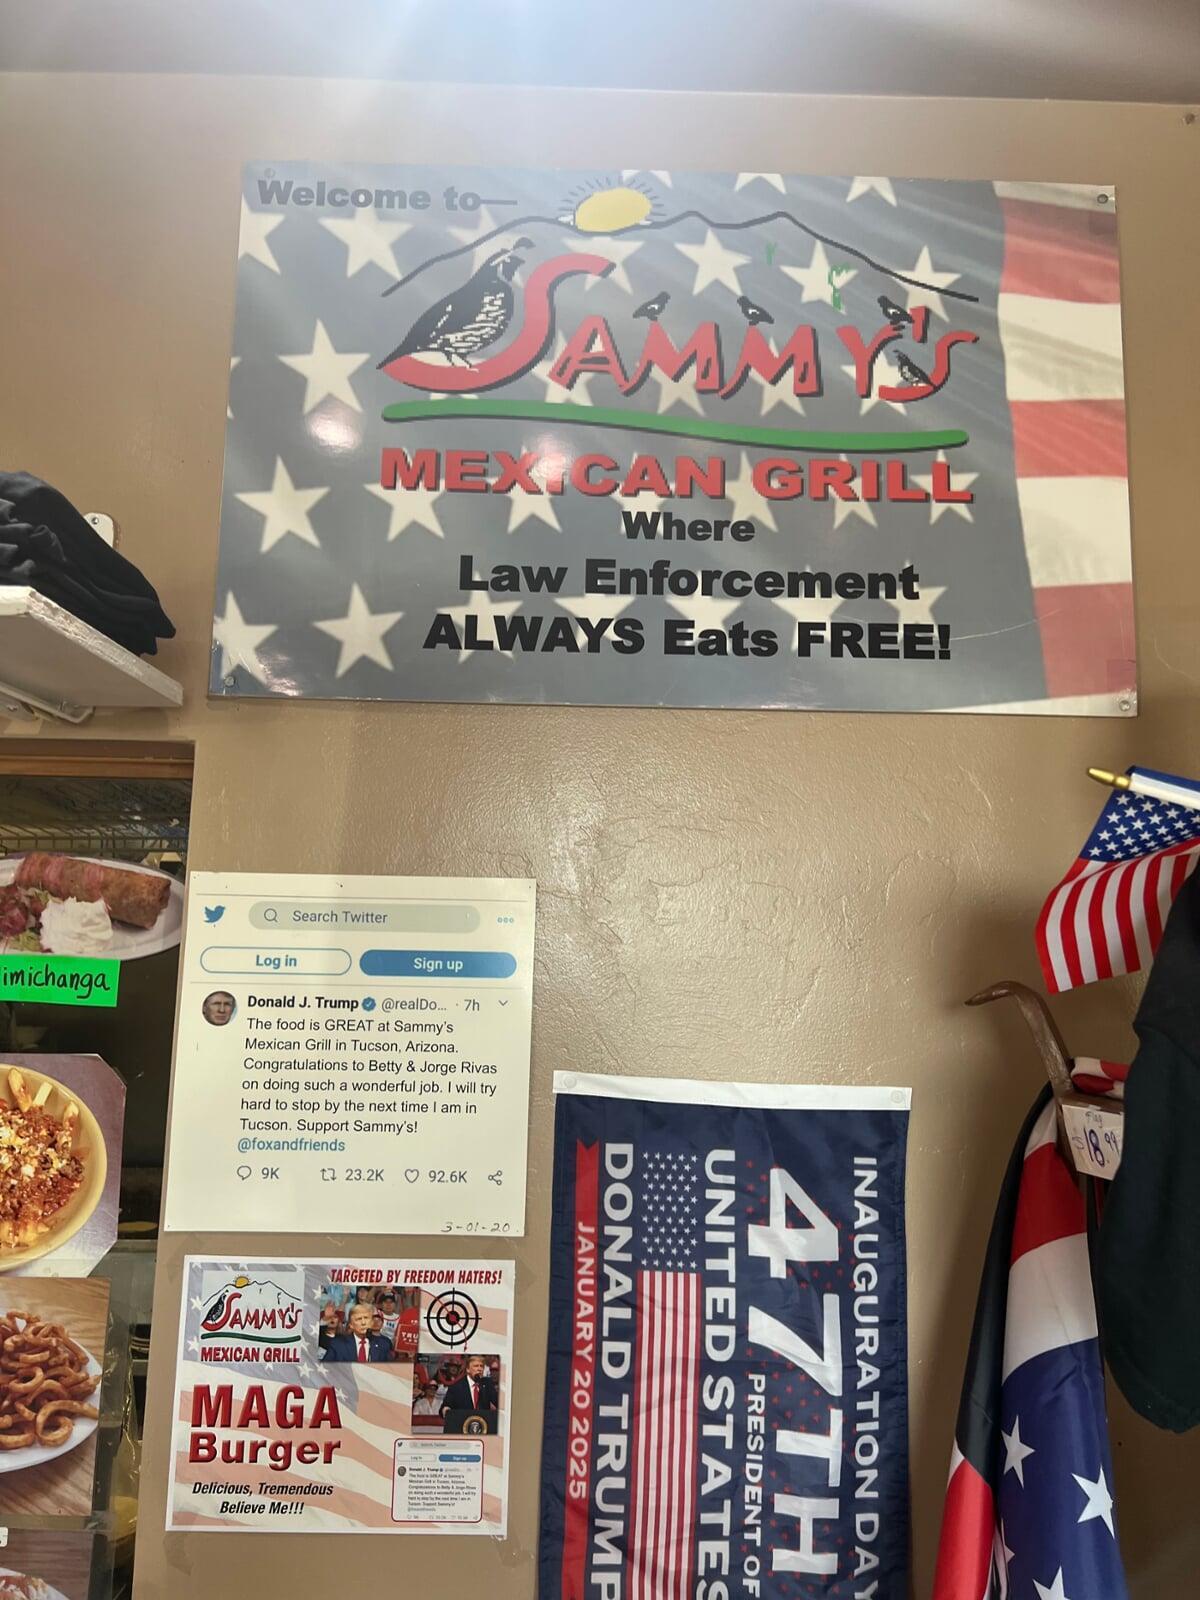 Welcome to—
SAMMY'S
MEXICAN GRILL
Where
Law Enforcement
ALWAYS Eats FREE!
imichanga
Search Twitter
Log in
Sign up
Donald J. Trump @realDo... · 7h
The food is GREAT at Sammy's
Mexican Grill in Tucson, Arizona.
Congratulations to Betty & Jorge Rivas
on doing such a wonderful job. I will try
hard to stop by the next time I am in
Tucson. Support Sammy's!
@foxandfriends
9K 23.2K 92.6K
3-01-20.
TARGETED BY FREEDOM HATERS!
SAMMY'S
MEXICAN GRILL
MAGA
Burger
Delicious, Tremendous
Believe Me!!!
INAUGURATION DAY
47TH
PRESIDENT OF
UNITED STATES
DONALD TRUMP
JANUARY 20 2025
Flag
18.99